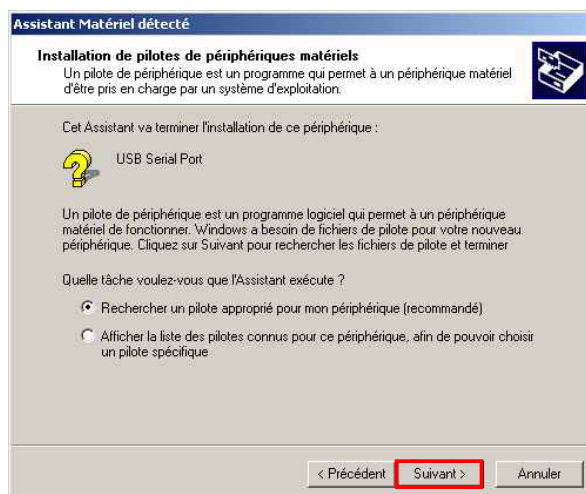 Assistant Matériel détecté
Installation de pilotes de périphériques matériels
Un pilote de périphérique est un programme qui permet à un périphérique matériel
d'être pris en charge par un système d'exploitation.
Cet Assistant va terminer l'installation de ce périphérique :
USB Serial Port
Un pilote de périphérique est un programme logiciel qui permet à un périphérique
matériel de fonctionner. Windows a besoin de fichiers de pilote pour votre nouveau
périphérique. Cliquez sur Suivant pour rechercher les fichiers de pilote et terminer
Quelle tâche voulez-vous que l'Assistant exécute ?
Rechercher un pilote approprié pour mon périphérique (recommandé)
Afficher la liste des pilotes connus pour ce périphérique, afin de pouvoir choisir
un pilote spécifique
< Précédent Suivant > Annuler